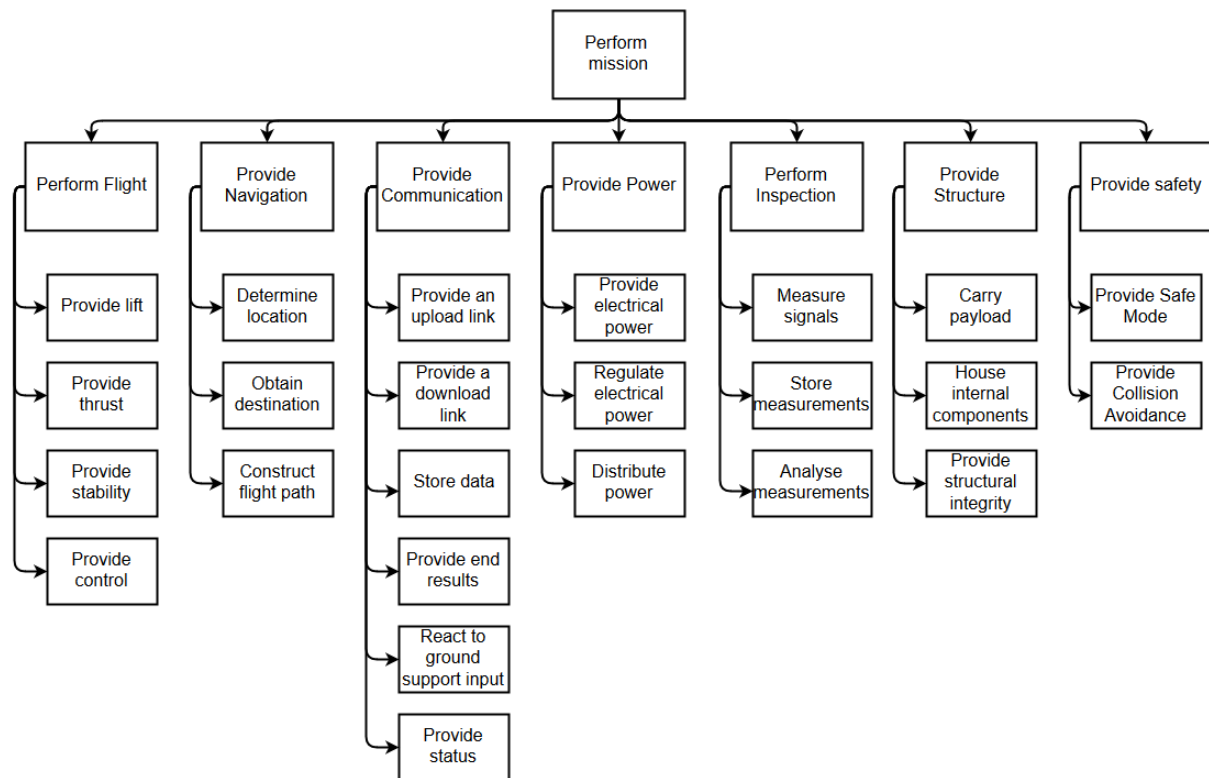 Perform
mission
Perform Flight
Provide
Navigation
Provide
Communication
Provide Power
Perform
Inspection
Provide
Structure
Provide safety
Provide lift
Provide
thrust
Provide
stability
Provide
control
Determine
location
Obtain
destination
Construct
flight path
Provide an
upload link
Provide a
download
link
Store data
Provide end
results
React to
ground
support input
Provide
status
Provide
electrical
power
Regulate
electrical
power
Distribute
power
Measure
signals
Store
measurements
Analyse
measurements
Carry
payload
House
internal
components
Provide
structural
integrity
Provide Safe
Mode
Provide
Collision
Avoidance